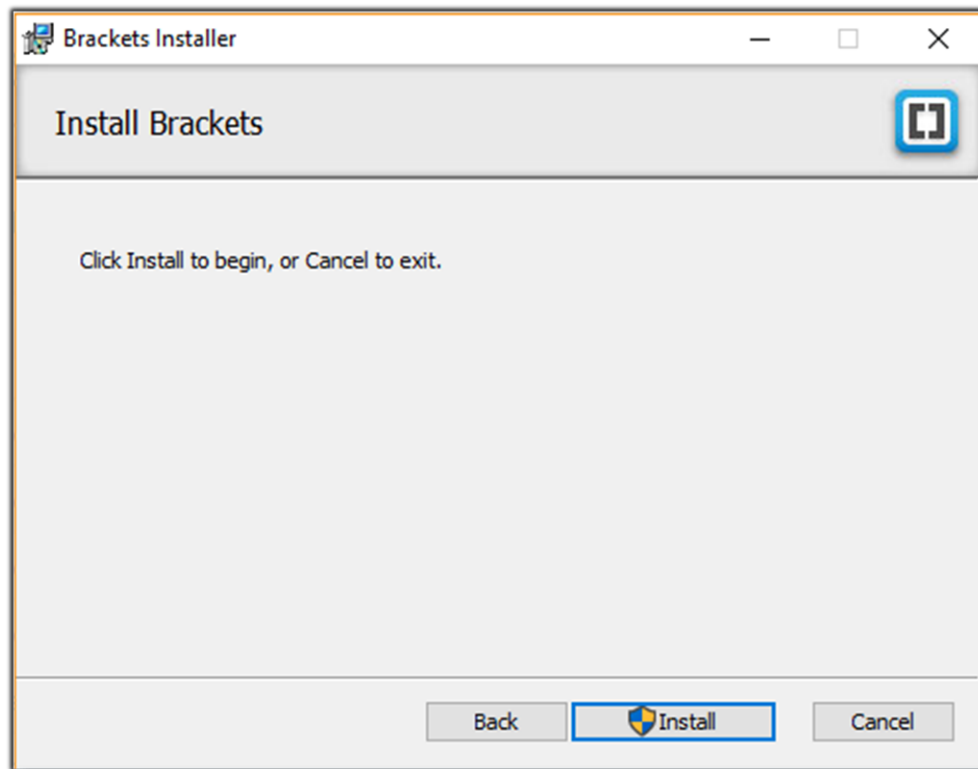 Brackets Installer
Install Brackets
Click Install to begin, or Cancel to exit.
Back Install Cancel